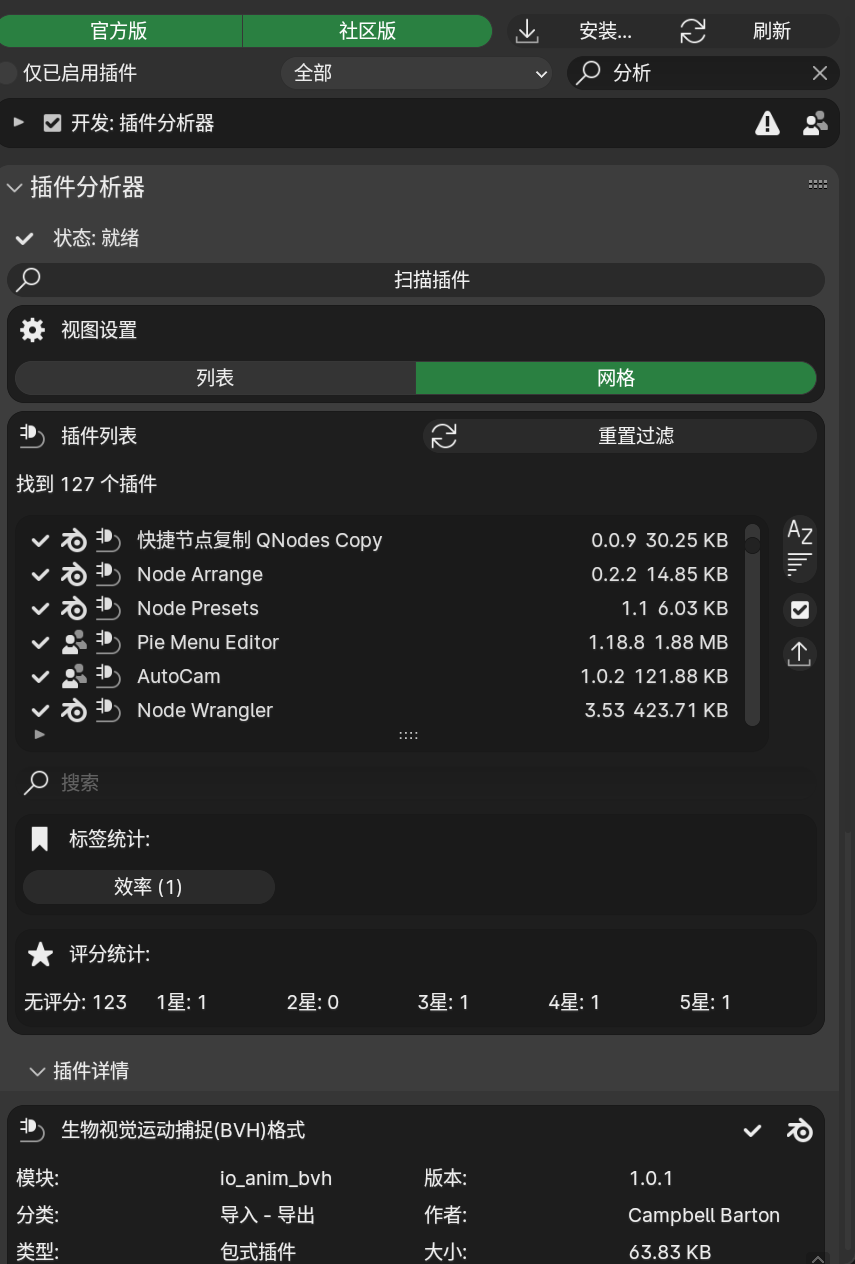 官方版 社区版 安装... 刷新
仅已启用插件 全部 分析
开发: 插件分析器
插件分析器
状态: 就绪
扫描插件
视图设置
列表 网格
插件列表 重置过滤
找到 127 个插件
快捷节点复制 QNodes Copy 0.0.9 30.25 KB
Node Arrange 0.2.2 14.85 KB
Node Presets 1.1 6.03 KB
Pie Menu Editor 1.18.8 1.88 MB
AutoCam 1.0.2 121.88 KB
Node Wrangler 3.53 423.71 KB
AZ
搜索
标签统计:
效率 (1)
评分统计:
无评分: 123 1星: 1 2星: 0 3星: 1 4星: 1 5星: 1
插件详情
生物视觉运动捕捉(BVH)格式
模块: io_anim_bvh 版本: 1.0.1
分类: 导入 - 导出 作者: Campbell Barton
类型: 包式插件 大小: 63.83 KB